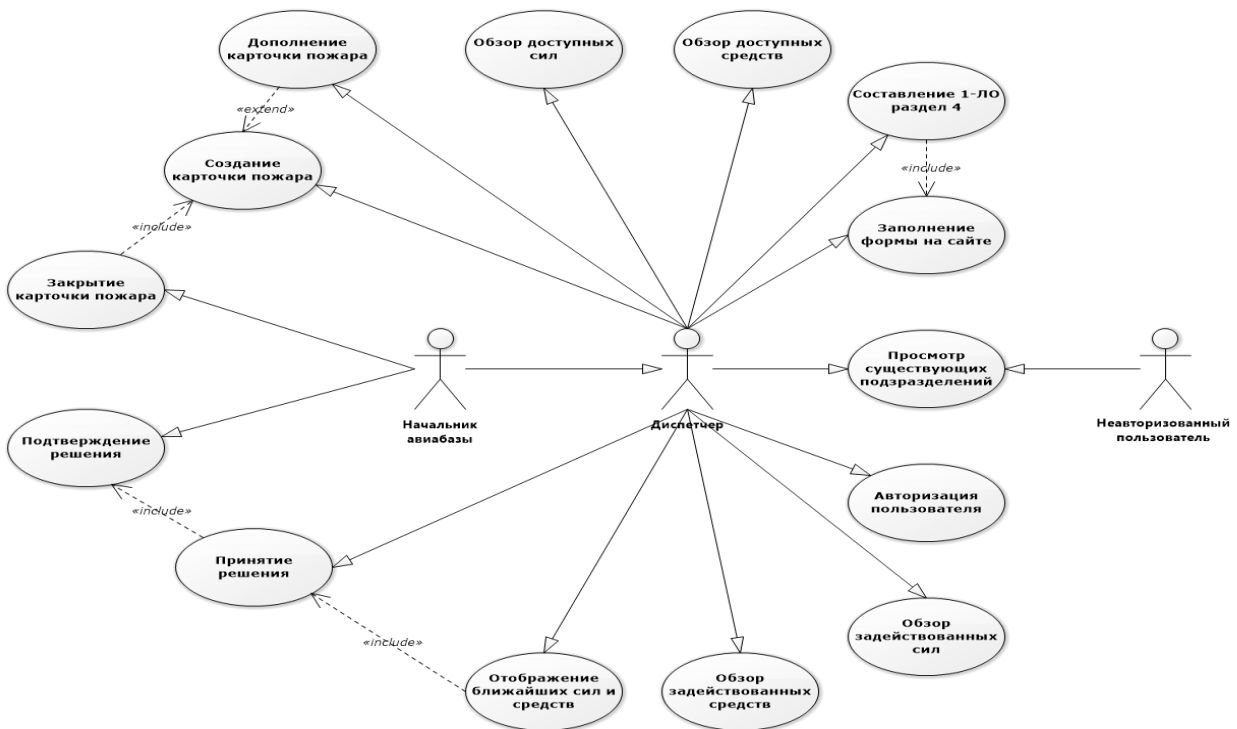 Дополнение
карточки пожара
Обзор доступных
сил
Обзор доступных
средств
Составление 1-ЛО
раздел 4
«extend»
Создание
карточки пожара
«include»
Заполнение
формы на сайте
«include»
Закрытие
карточки пожара
Просмотр
существующих
подзразделений
Начальник
авиабазы
Диспетчер
Неавторизованный
пользователь
Подтверждение
решения
Авторизация
пользователя
«include»
Принятие
решения
Обзор
задействованных
сил
«include»
Отображение
ближайших сил и
средств
Обзор
задействованных
средств